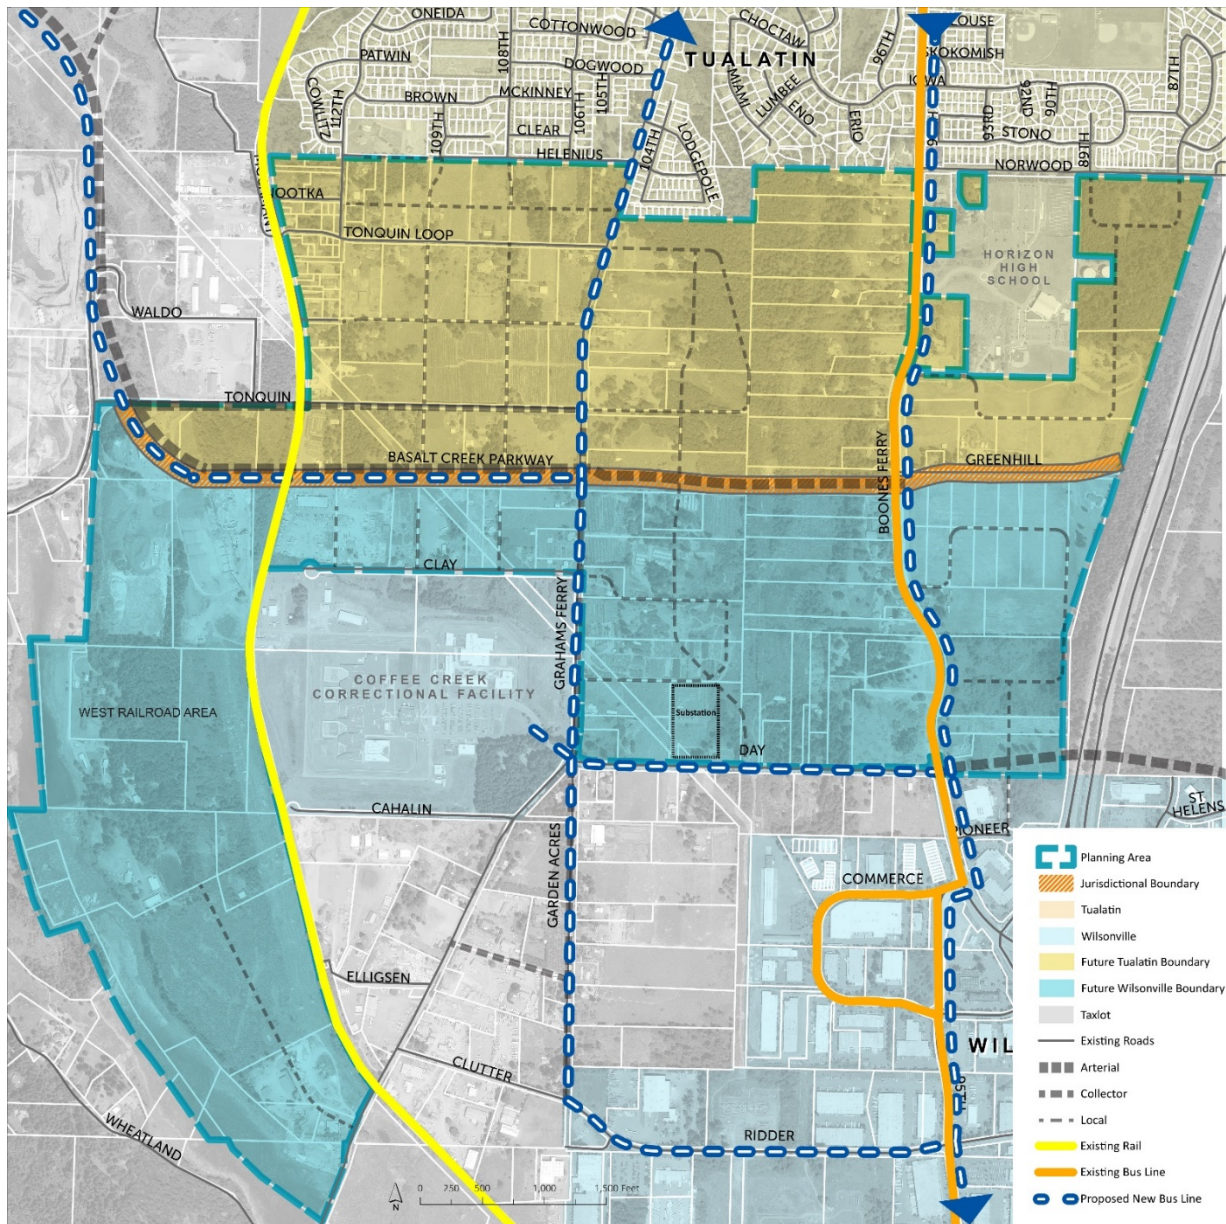 ONEIDA
COTTONWOOD
CHOCTAW
SKOKOMISH
PATWIN
108TH
DOGWOOD
TUALATIN
96TH
IOWA
87TH
COWLITZ
112TH
BROWN
MCKINNEY
106TH
105TH
MIAMI
LUMBEE
ENO
ERIO
92ND
90TH
93RD
STONO
109TH
CLEAR
104TH
LODGEPOLE
89TH
HELENIUS
NORWOOD
TONQUIN LOOP
HORIZON
HIGH
SCHOOL
WALDO
TONQUIN
BASALT CREEK PARKWAY
BOONES FERRY
GREENHILL
CLAY
GRAHAMS FERRY
COFFEE CREEK
CORRECTIONAL FACILITY
WEST RAILROAD AREA
Substation
DAY
CAHALIN
ST
HELENS
PIONEER
GARDEN ACRES
COMMERCE
ELLIGSEN
CLUTTER
WIL
95TH
WHEATLAND
RIDDER
N
0 250 500 1,000 1,500 Feet
Planning Area
Jurisdictional Boundary
Tualatin
Wilsonville
Future Tualatin Boundary
Future Wilsonville Boundary
Taxlot
Existing Roads
Arterial
Collector
Local
Existing Rail
Existing Bus Line
Proposed New Bus Line